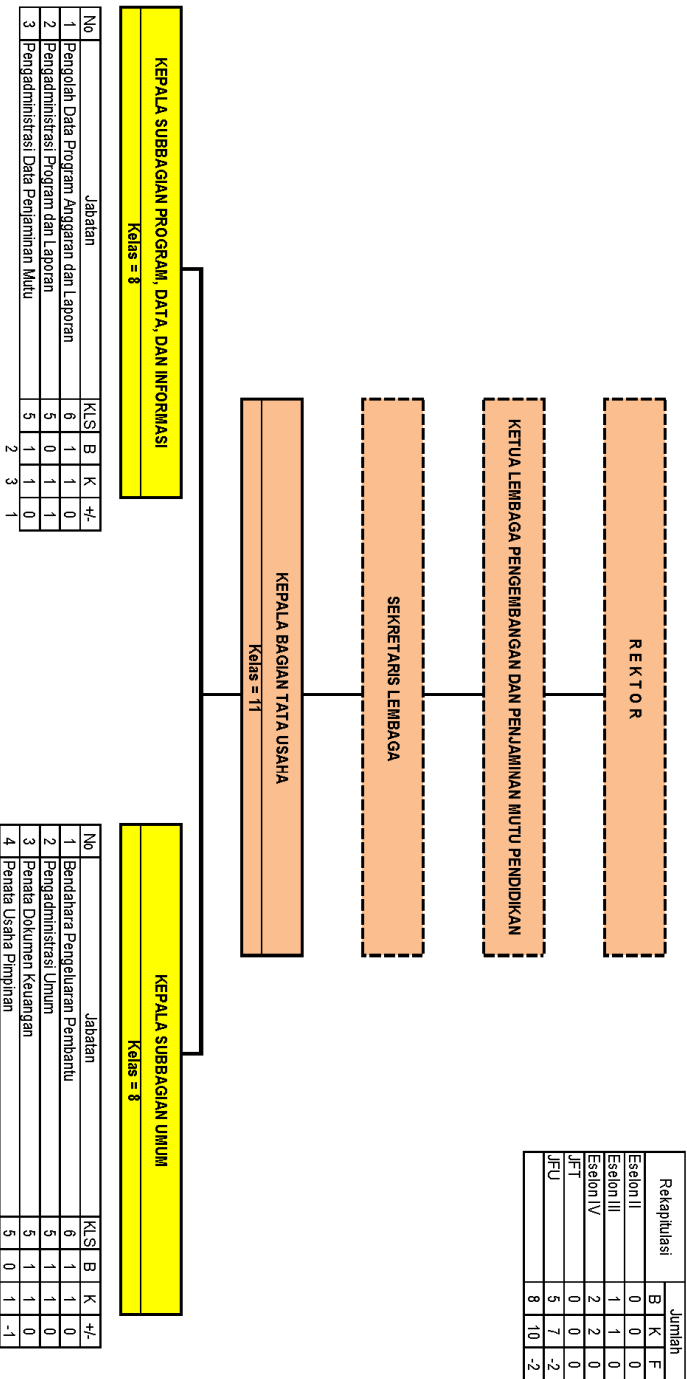 REKTOR
Rekapitulasi Jumlah
B K F
Eselon II 0 0 0
Eselon III 1 1 0
Eselon IV 2 2 0
JFT 0 0 0
JFU 5 7 -2
8 10 -2
KETUA LEMBAGA PENGEMBANGAN DAN PENJAMINAN MUTU PENDIDIKAN
SEKRETARIS LEMBAGA
KEPALA BAGIAN TATA USAHA
Kelas = 11
KEPALA SUBBAGIAN PROGRAM, DATA, DAN INFORMASI
Kelas = 8
No Jabatan KLS B K +/-
1 Pengolah Data Program Anggaran dan Laporan 6 1 1 0
2 Pengadministrasi Program dan Laporan 5 0 1 1
3 Pengadministrasi Data Penjaminan Mutu 5 1 1 0
2 3 1
KEPALA SUBBAGIAN UMUM
Kelas = 8
No Jabatan KLS B K +/-
1 Bendahara Pengeluaran Pembantu 6 1 1 0
2 Pengadministrasi Umum 5 1 1 0
3 Penata Dokumen Keuangan 5 1 1 0
4 Penata Usaha Pimpinan 5 0 1 -1